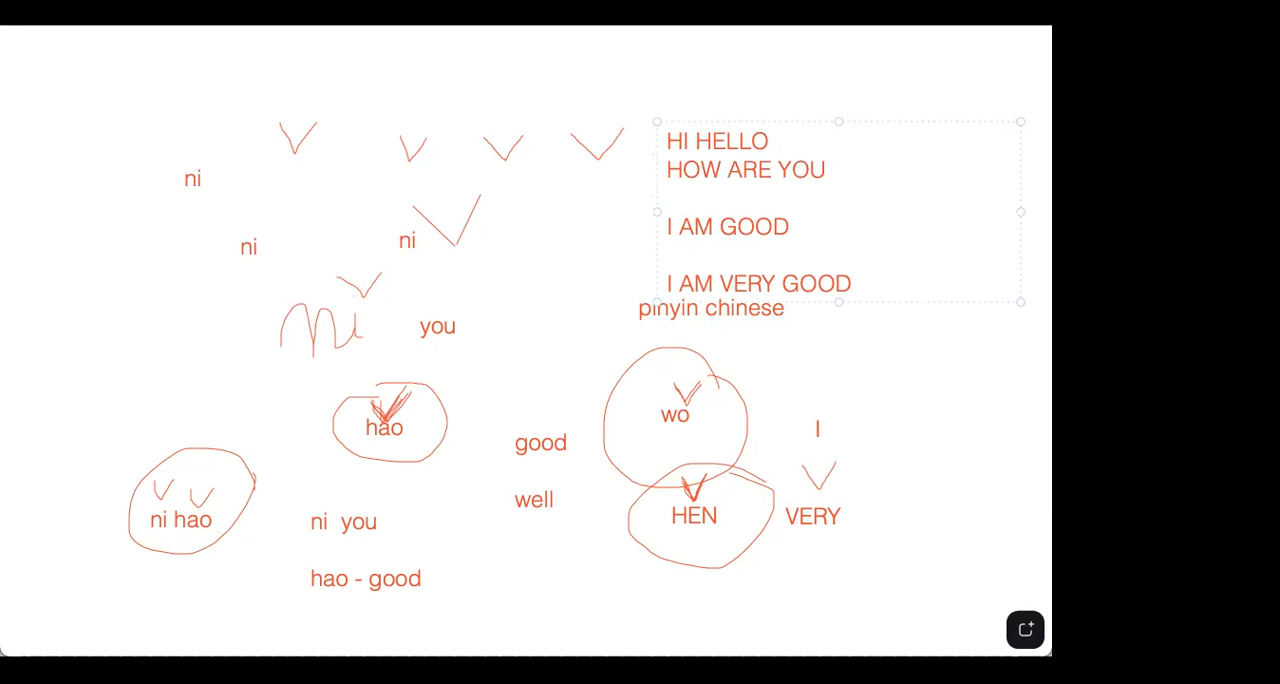 HI HELLO
HOW ARE YOU
ni
I AM GOOD
ni
ni
I AM VERY GOOD
pinyin chinese
ni
you
wo
hao
I
good
well
HEN
VERY
ni hao
ni you
hao - good